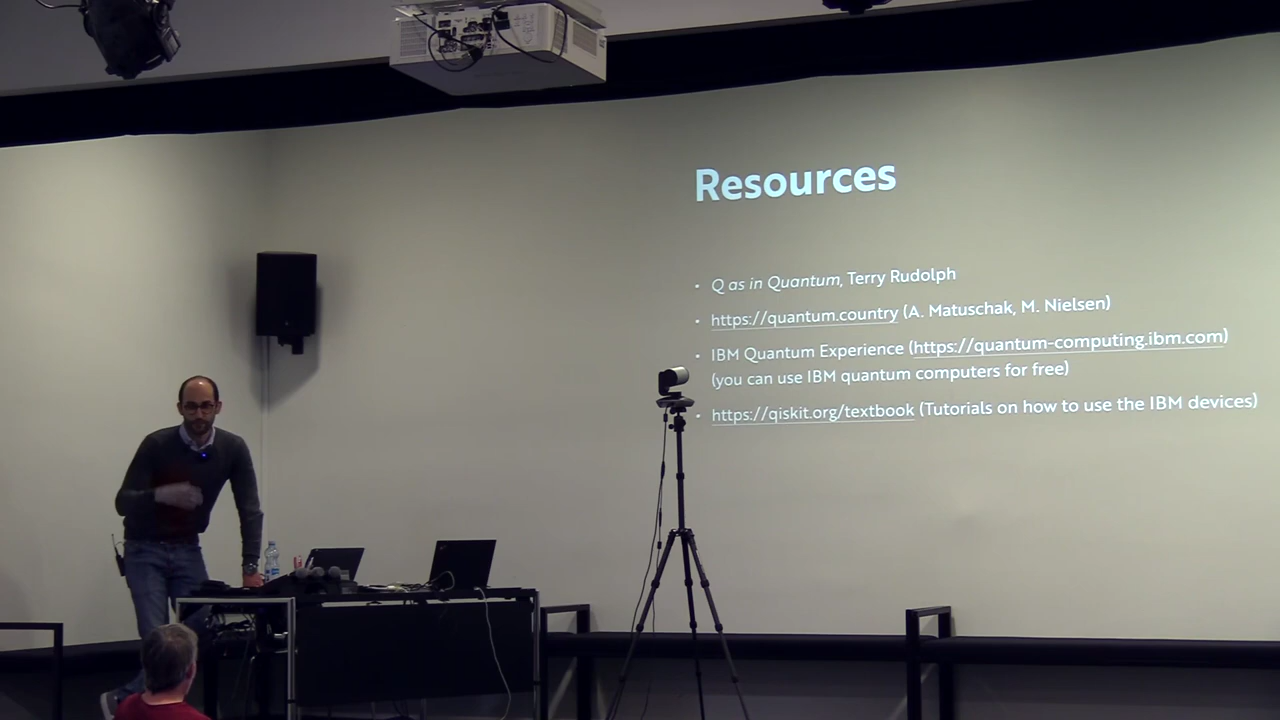 Resources
• Q as in Quantum, Terry Rudolph
• https://quantum.country (A. Matuschak, M. Nielsen)
• IBM Quantum Experience (https://quantum-computing.ibm.com)
(you can use IBM quantum computers for free)
• https://qiskit.org/textbook (Tutorials on how to use the IBM devices)